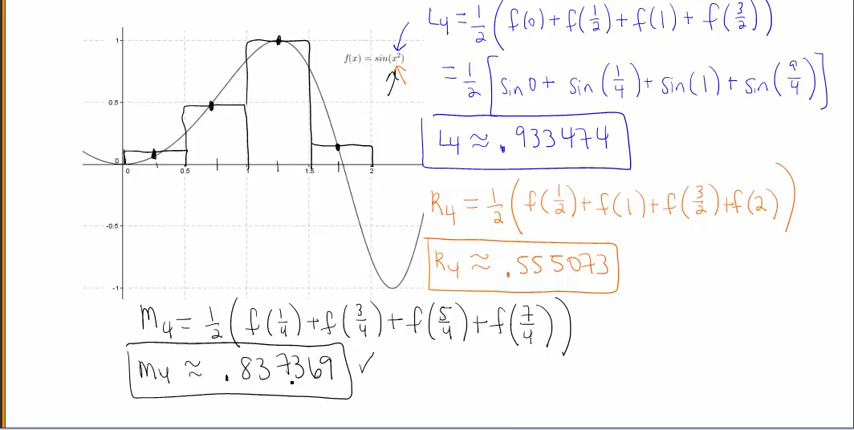 L4 = 1/2 ( f(0) + f(1/2) + f(1) + f(3/2) )
= 1/2 [ sin 0 + sin(1/4) + sin(1) + sin(9/4) ]
L4 ≈ .933474
R4 = 1/2 ( f(1/2) + f(1) + f(3/2) + f(2) )
R4 ≈ .555073
f(x) = sin(x²)
1
0.5
0
0 0.5 1 1.5 2
-0.5
-1
M4 = 1/2 ( f(1/4) + f(3/4) + f(5/4) + f(7/4) )
M4 ≈ .837369 ✓